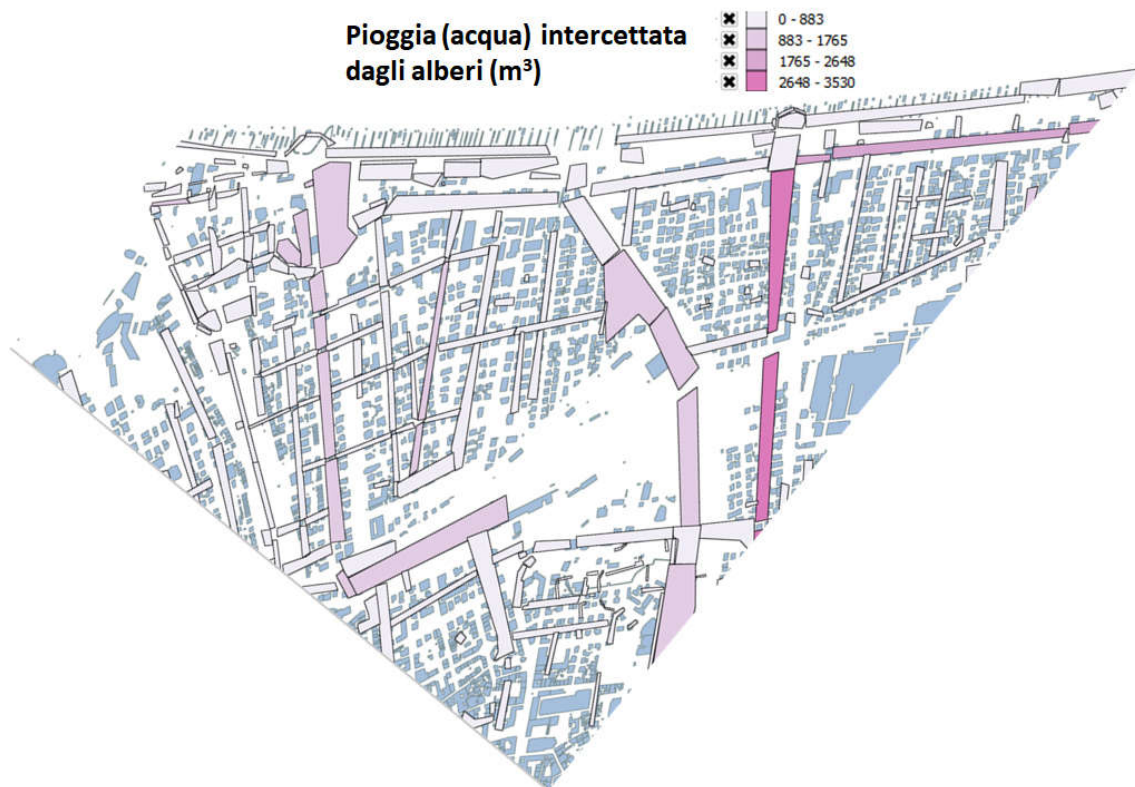 Pioggia (acqua) intercettata
dagli alberi (m³)
0 - 883
883 - 1765
1765 - 2648
2648 - 3530